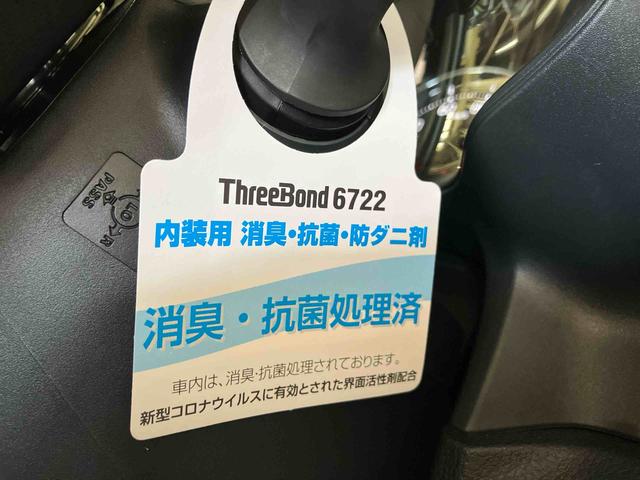 ThreeBond 6722
内装用 消臭・抗菌・防ダニ剤
消臭・抗菌処理済
車内は、消臭・抗菌処理されております。
新型コロナウイルスに有効とされた界面活性剤配合
PASS
LO
R